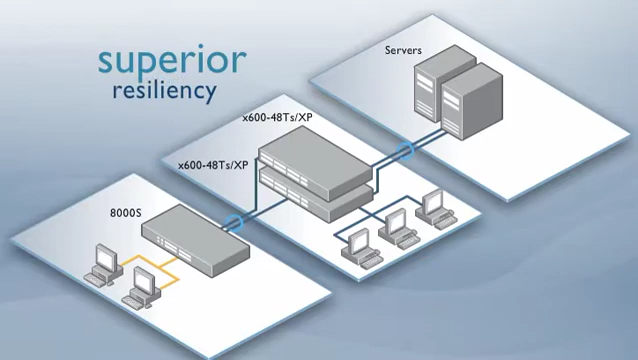 superior
resiliency
Servers
x600-48Ts/XP
x600-48Ts/XP
8000S